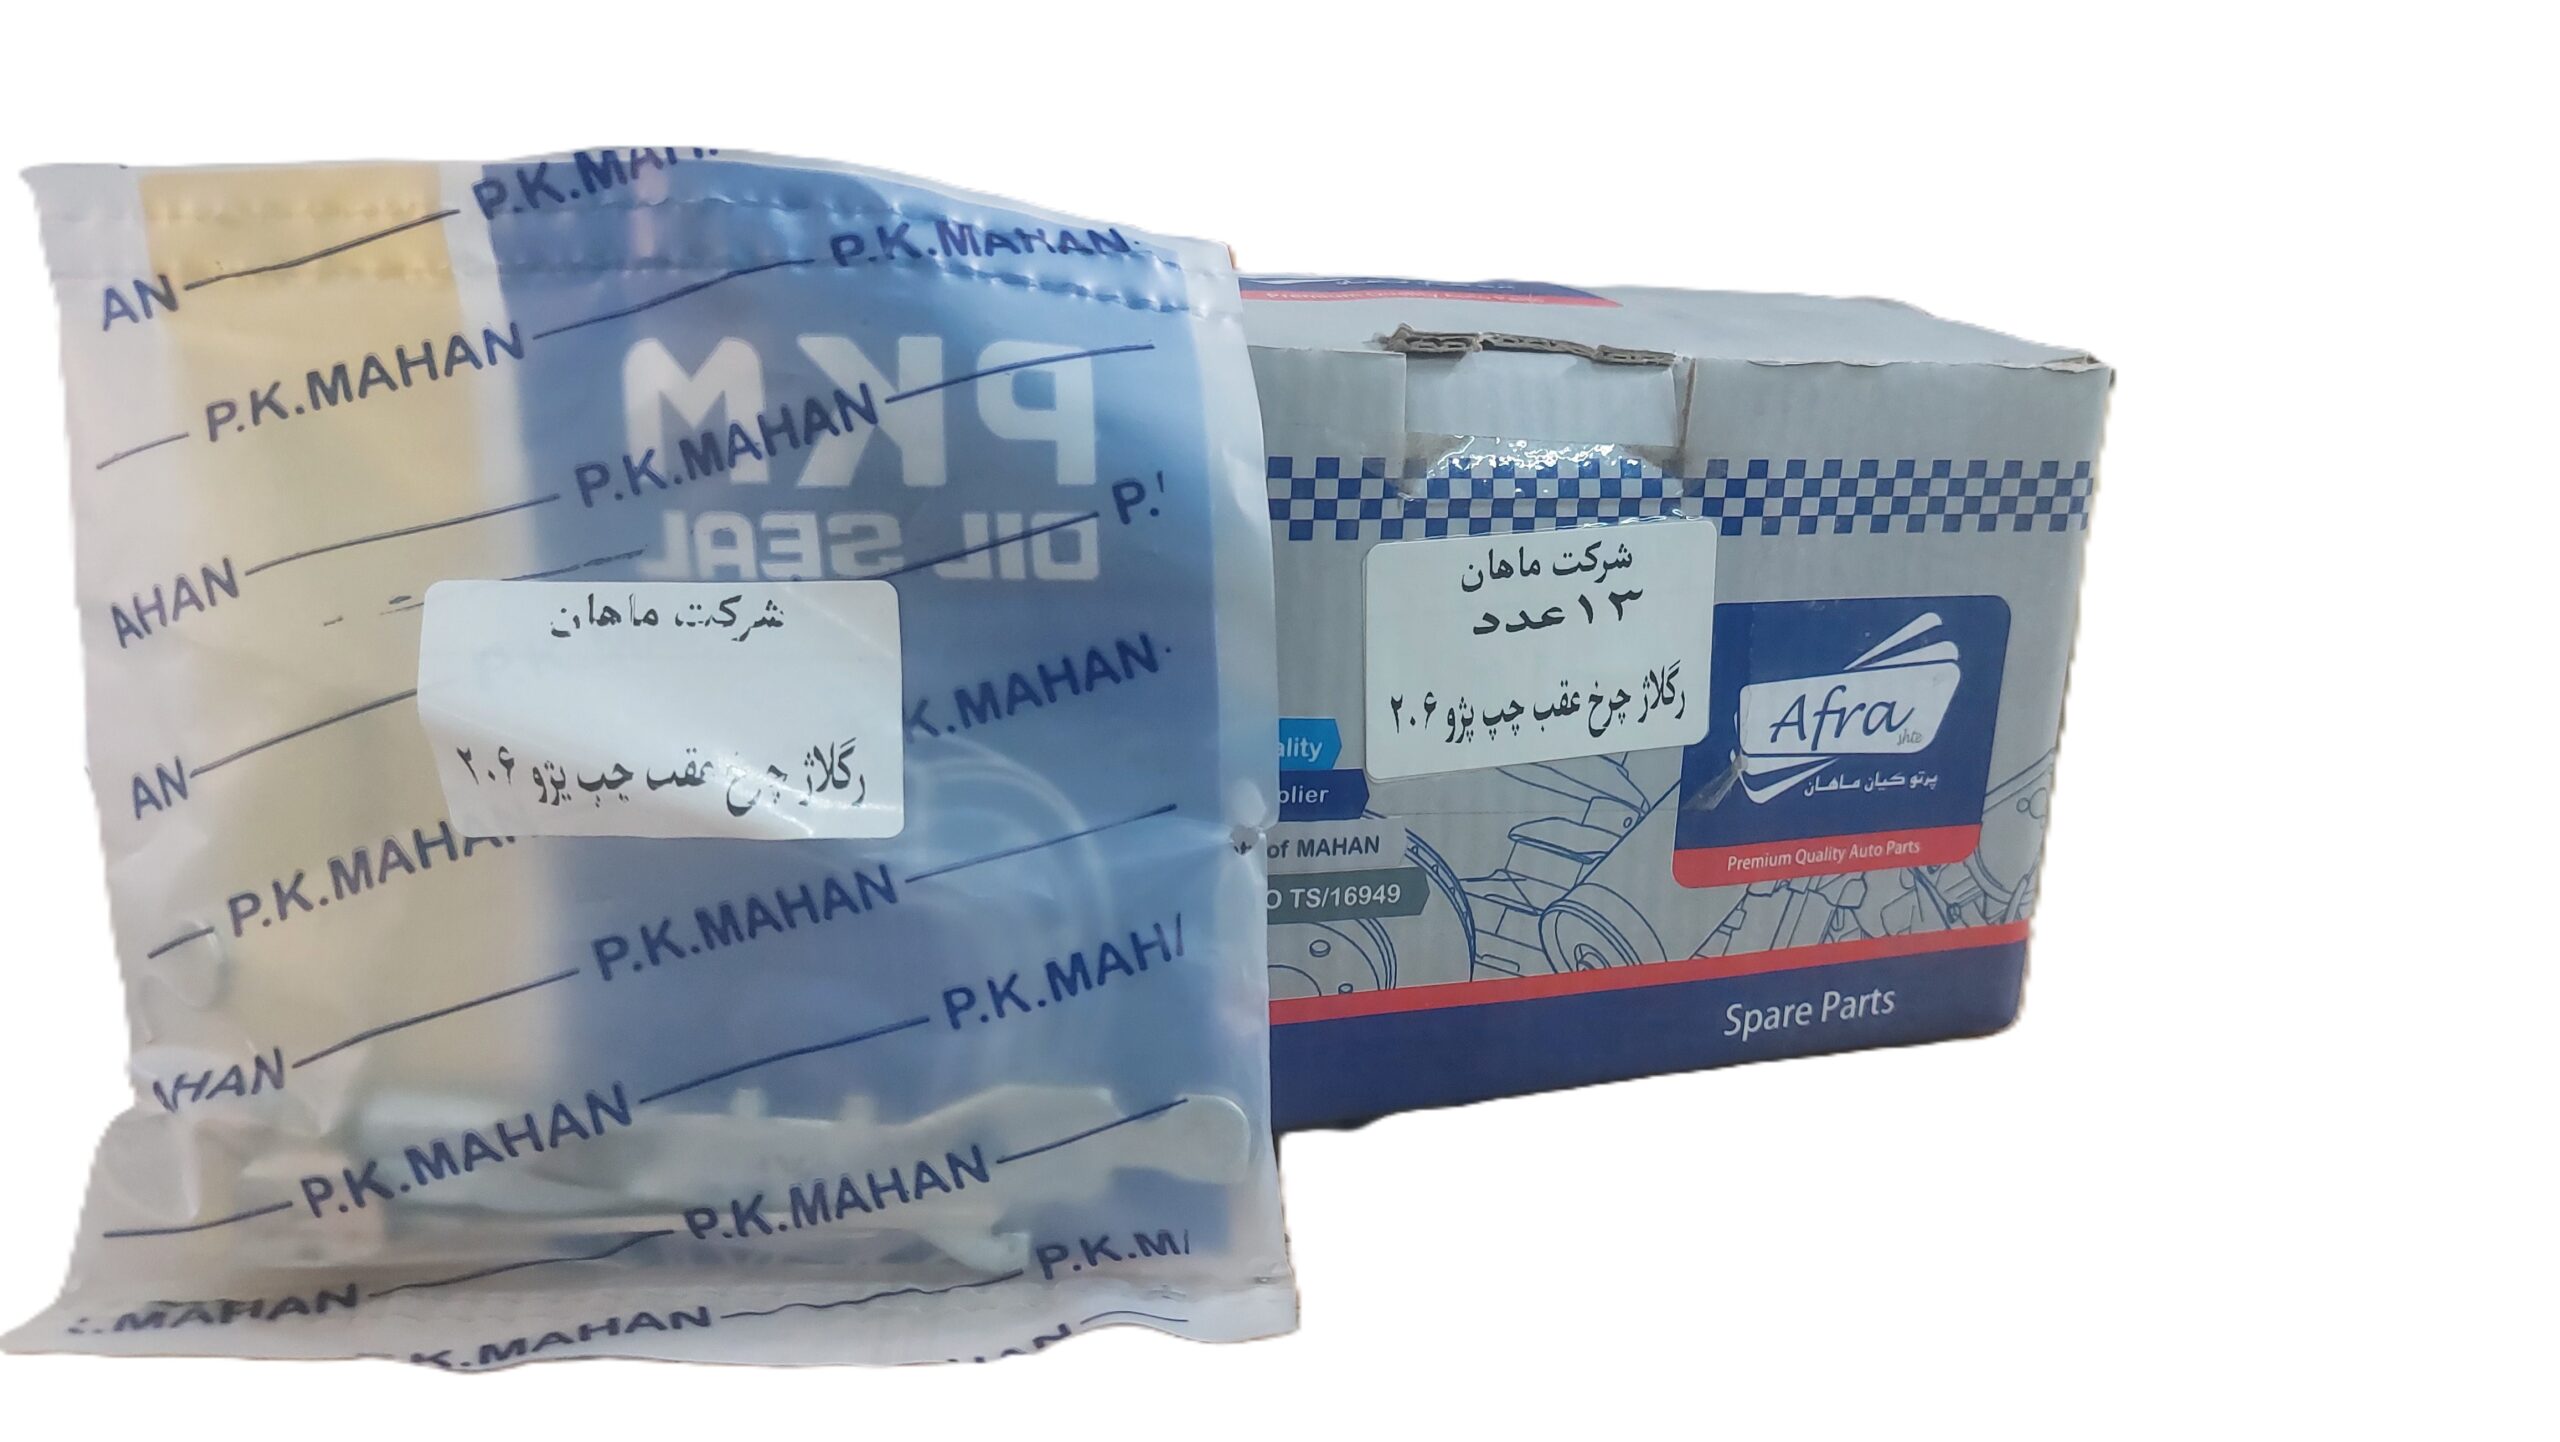 P.K.MAHAN
P.K.MAHAN
P.K.MAHAN
P.K.MAHAN
PKM
OIL SEAL
شرکت ماهان
رگلاژ چرخ عقب چپ پژو ۲۰۶
K.MAHAN
P.K.MAHAN
P.K.MAHAN
P.K.MAHAN
K.MAHAN
Premium Quality Auto Parts
شرکت ماهان
۱۳ عدد
رگلاژ چرخ عقب چپ پژو ۲۰۶
Afra
پرتو کیان ماهان
Premium Quality Auto Parts
of MAHAN
TS/16949
Spare Parts